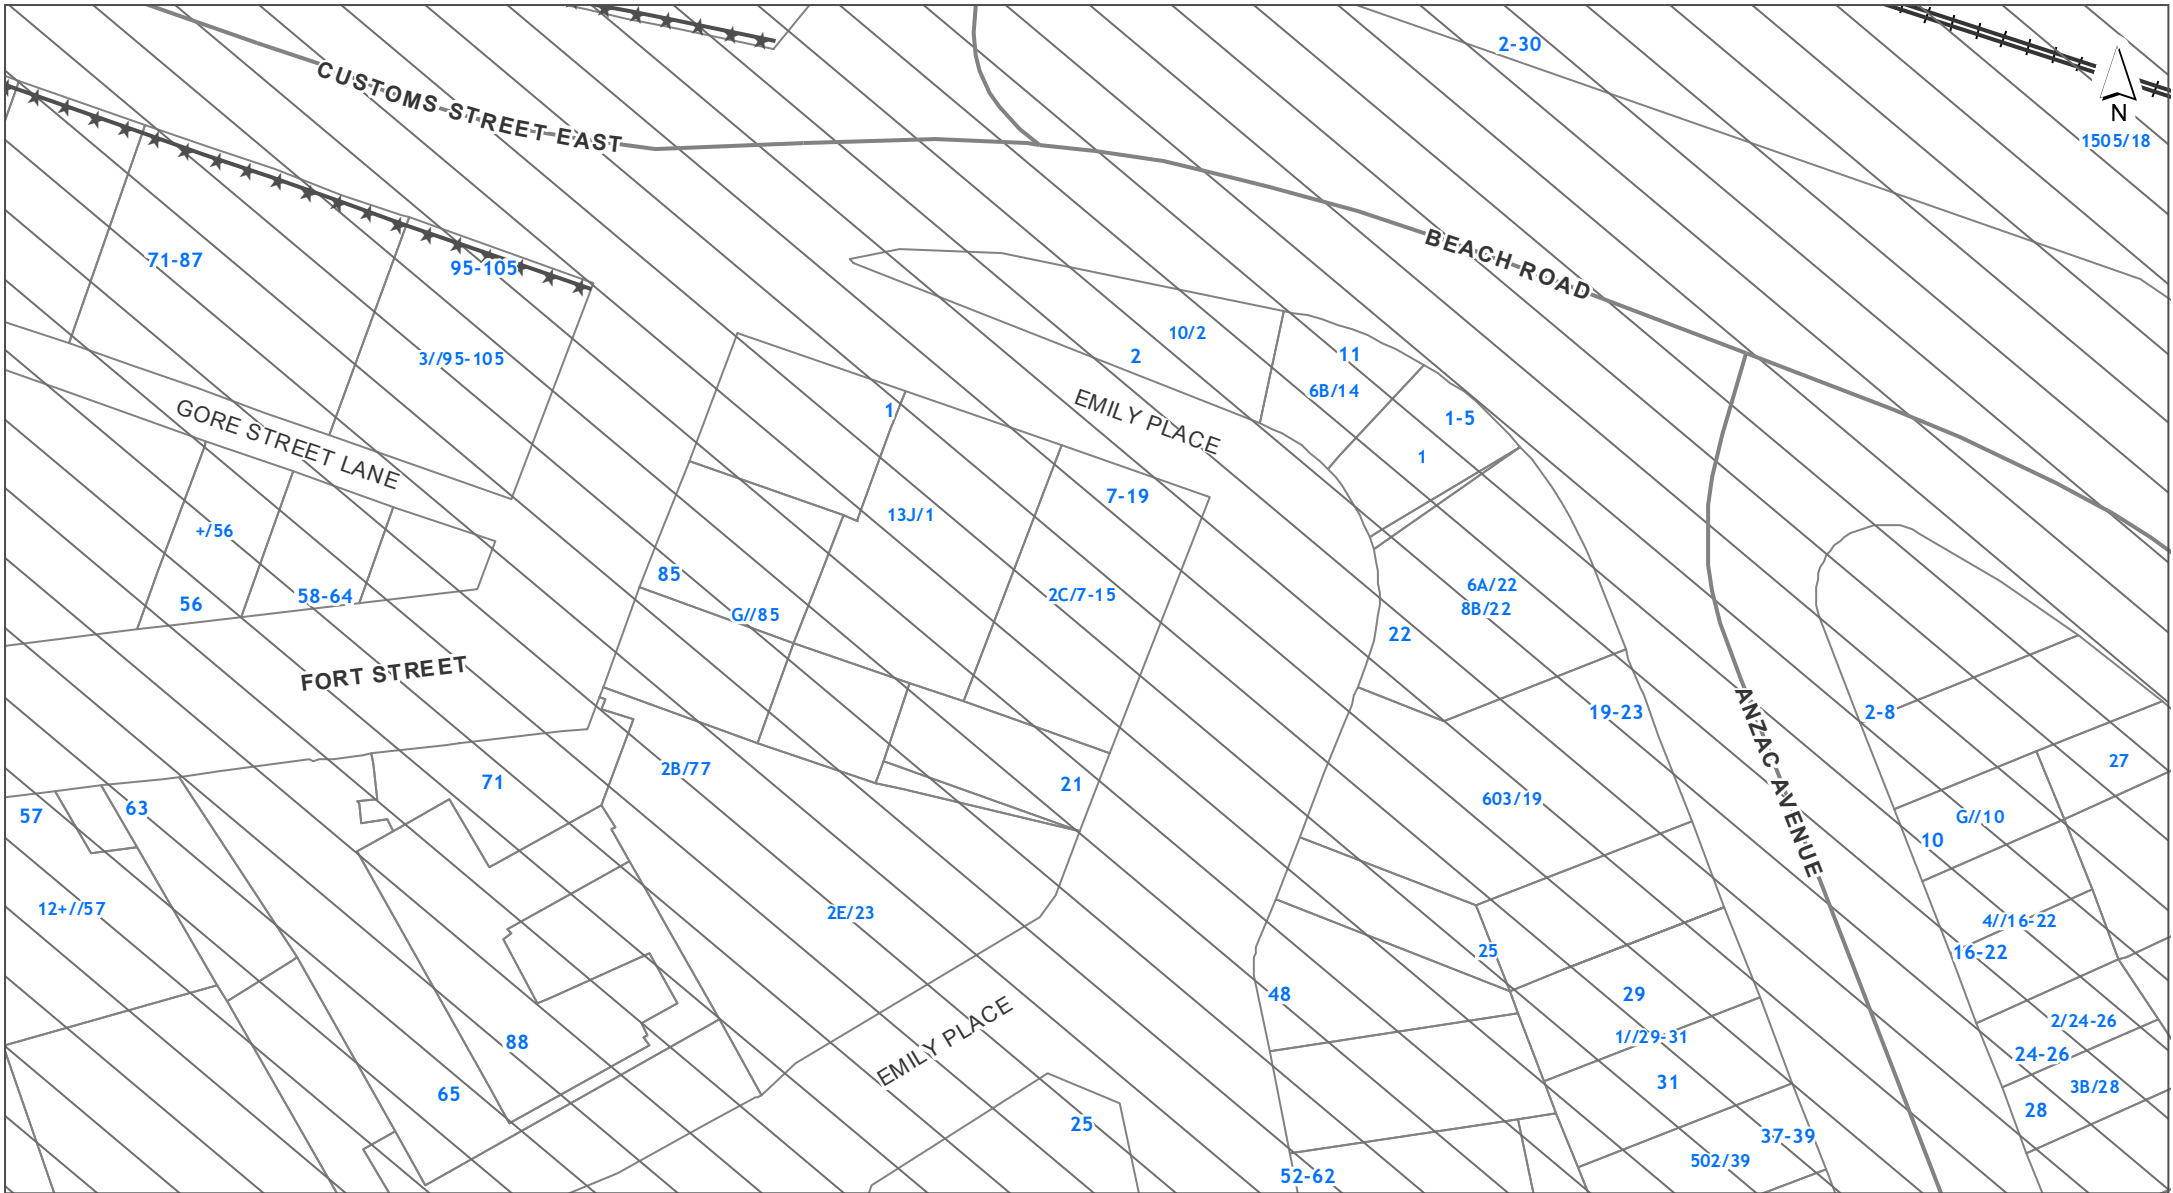 2-30
CUSTOMS STREET EAST
N
1505/18
71-87
95-105
BEACH ROAD
10/2
2
11
3//95-105
6B/14
GORE STREET LANE
EMILY PLACE
1
1-5
1
7-19
13J/1
+/56
85
6A/22
2C/7-15
58-64
56
8B/22
G//85
22
FORT STREET
19-23
2-8
ANZAC AVENUE
2B/77
71
21
27
603/19
63
57
G//10
10
12+//57
2E/23
4//16-22
25
16-22
48
29
2/24-26
1//29-31
88
EMILY PLACE
24-26
31
3B/28
65
28
25
37-39
502/39
52-62